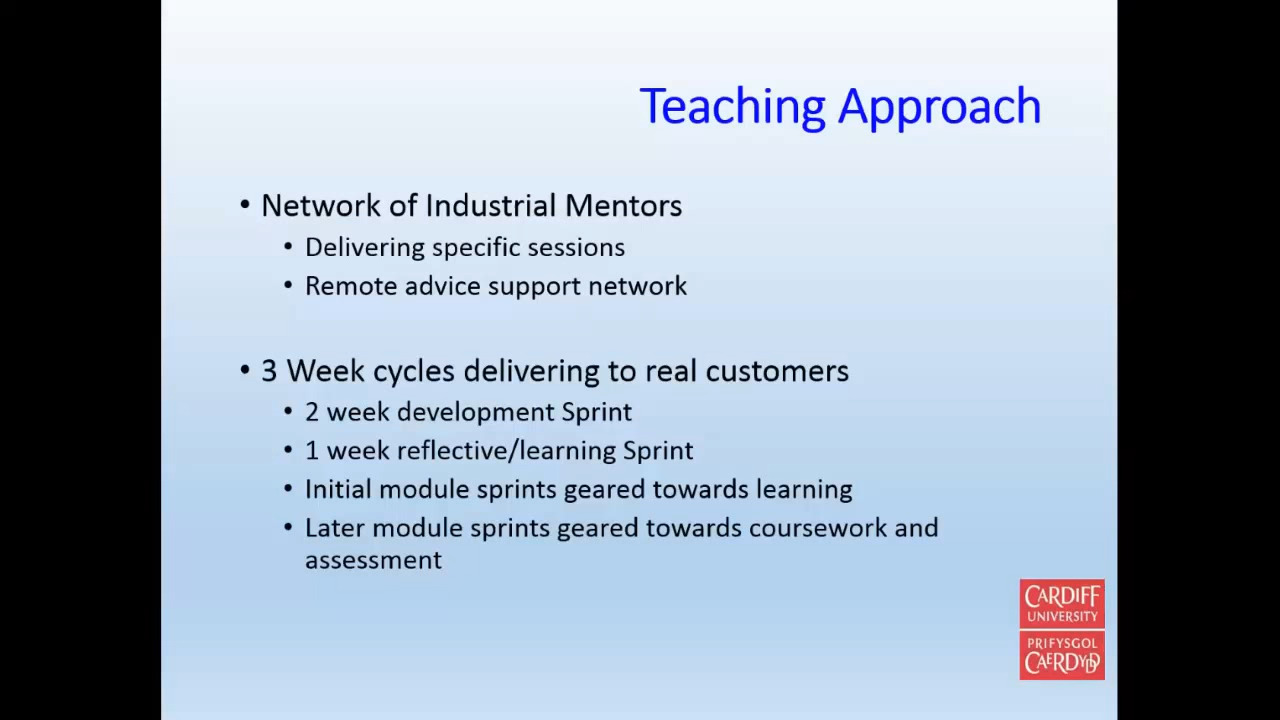 Teaching Approach
• Network of Industrial Mentors
• Delivering specific sessions
• Remote advice support network
• 3 Week cycles delivering to real customers
• 2 week development Sprint
• 1 week reflective/learning Sprint
• Initial module sprints geared towards learning
• Later module sprints geared towards coursework and
assessment
CARDIFF
UNIVERSITY
PRIFYSGOL
CAERDYDD